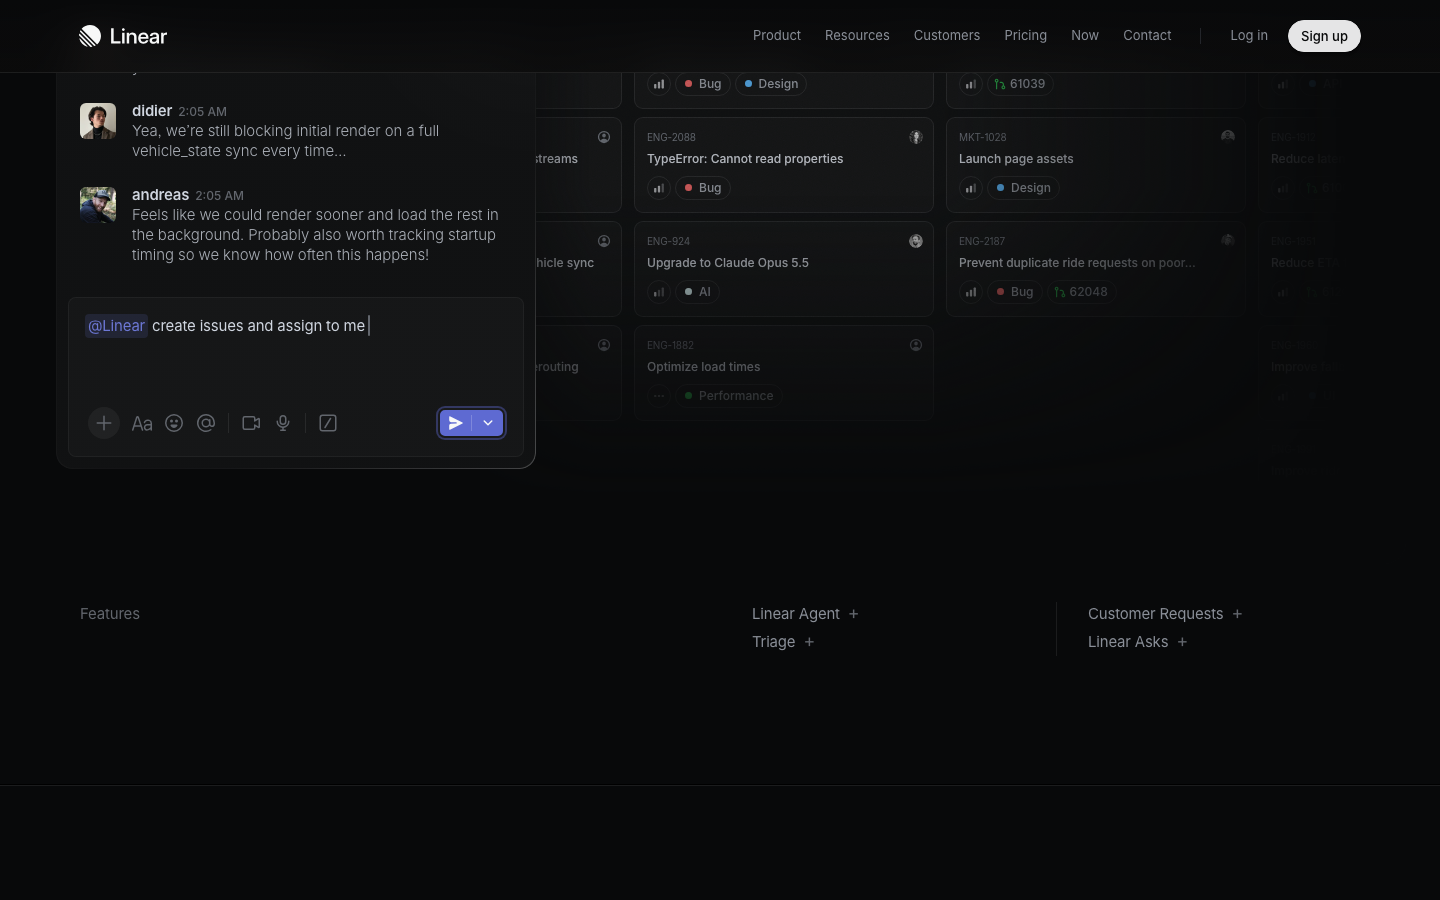 Linear
Product
Resources
Customers
Pricing
Now
Contact
Log in
Sign up
didier 2:05 AM
Yea, we're still blocking initial render on a full
vehicle_state sync every time...
andreas 2:05 AM
Feels like we could render sooner and load the rest in
the background. Probably also worth tracking startup
timing so we know how often this happens!
@Linear create issues and assign to me
Aa
streams
hicle sync
erouting
Bug
Design
ENG-2088
TypeError: Cannot read properties
Bug
ENG-924
Upgrade to Claude Opus 5.5
AI
ENG-1882
Optimize load times
Performance
61039
MKT-1028
Launch page assets
Design
ENG-2187
Prevent duplicate ride requests on poor...
Bug
62048
Reduce
Reduce
Features
Linear Agent +
Triage +
Customer Requests +
Linear Asks +